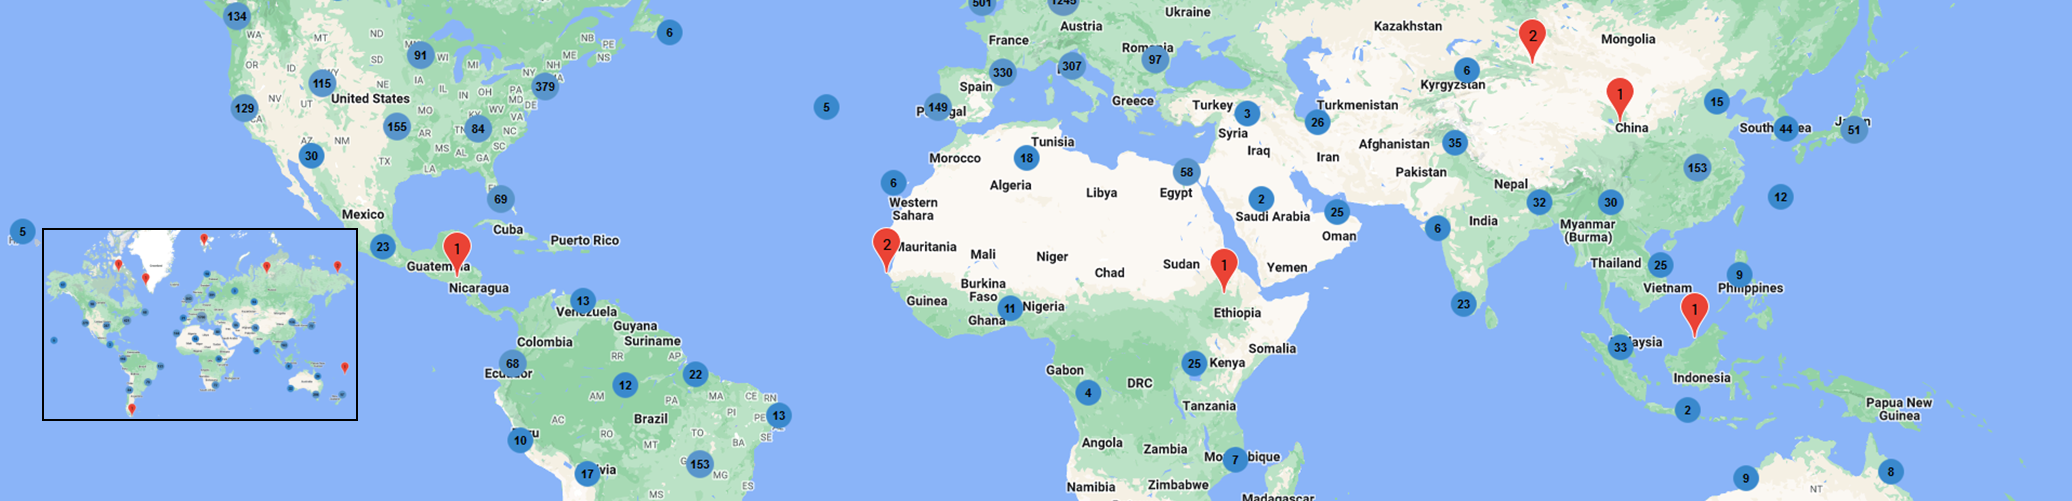 501
1245
Ukraine
134
WA
MT
ND
NB
PE
6
Austria
Kazakhstan
2
Mongolia
France
OR
ID
SD
91
WI
MI
ME
NS
NH
NY
Romania
97
307
330
6
Kyrgyzstan
115
NE
IA
IL
IN
OH
PA
MD
DE
379
Spain
NV
UT
United States
129
CA
MO
KY
WV
VA
5
149
Portugal
Greece
Turkey
3
Turkmenistan
26
1
China
15
155
AR
TN
84
NC
South Korea
44
Japan
51
AZ
NM
MS
AL
SC
GA
30
TX
LA
Morocco
18
Tunisia
Syria
Iraq
Iran
Afghanistan
35
Algeria
Libya
Egypt
58
Pakistan
Nepal
153
69
6
Western
Sahara
2
Saudi Arabia
25
Oman
32
30
12
Mexico
Cuba
6
India
Myanmar
(Burma)
5
23
Guatemala
1
Puerto Rico
2
Mauritania
Mali
Niger
Chad
Sudan
1
Yemen
Thailand
25
9
Philippines
Nicaragua
Burkina
Faso
Vietnam
13
Venezuela
Guinea
Ghana
11
Nigeria
Ethiopia
23
1
Guyana
Suriname
Colombia
RR
AP
Somalia
33
Malaysia
68
Ecuador
12
22
Gabon
25
Kenya
Indonesia
4
DRC
AM
PA
MA
CE
RN
Tanzania
2
Papua New
Guinea
AC
Brazil
PI
PE
13
10
Peru
RO
MT
TO
BA
SE
Angola
Zambia
7
Mozambique
17
Bolivia
153
MG
9
8
MS
ES
Namibia
Zimbabwe
Madagascar
NT